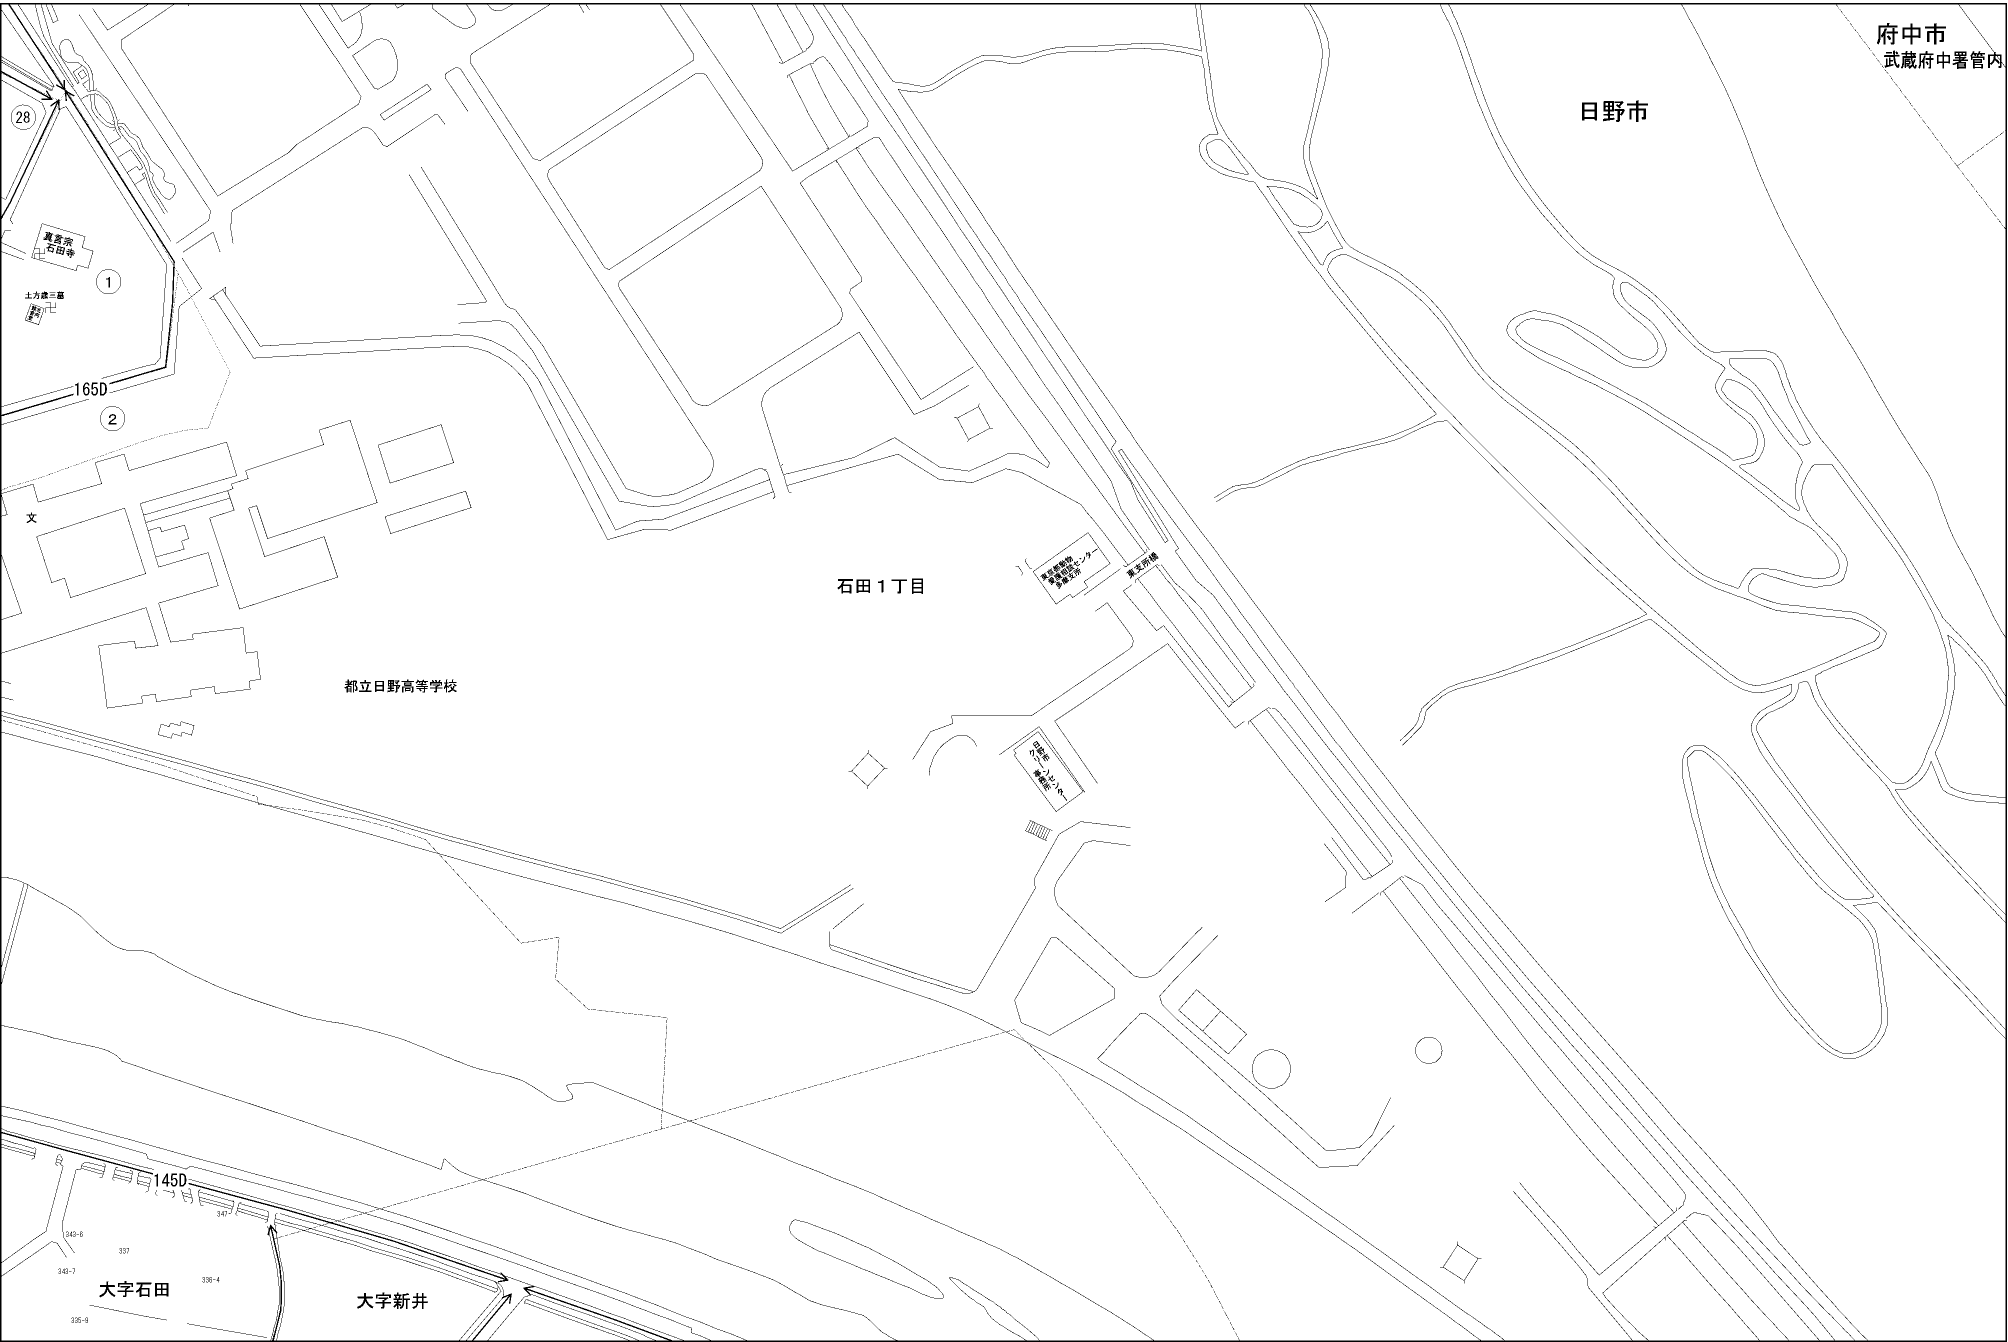 府中市
武蔵府中署管内
日野市
28
真言宗
石田寺
1
土方歳三墓
165D
2
文
東京都動物
愛護相談センター
多摩支所
東支所橋
石田1丁目
都立日野高等学校
日野市
クリーンセンター
事務所
145D
347
343-6
337
343-7
336-4
大字石田
大字新井
335-9